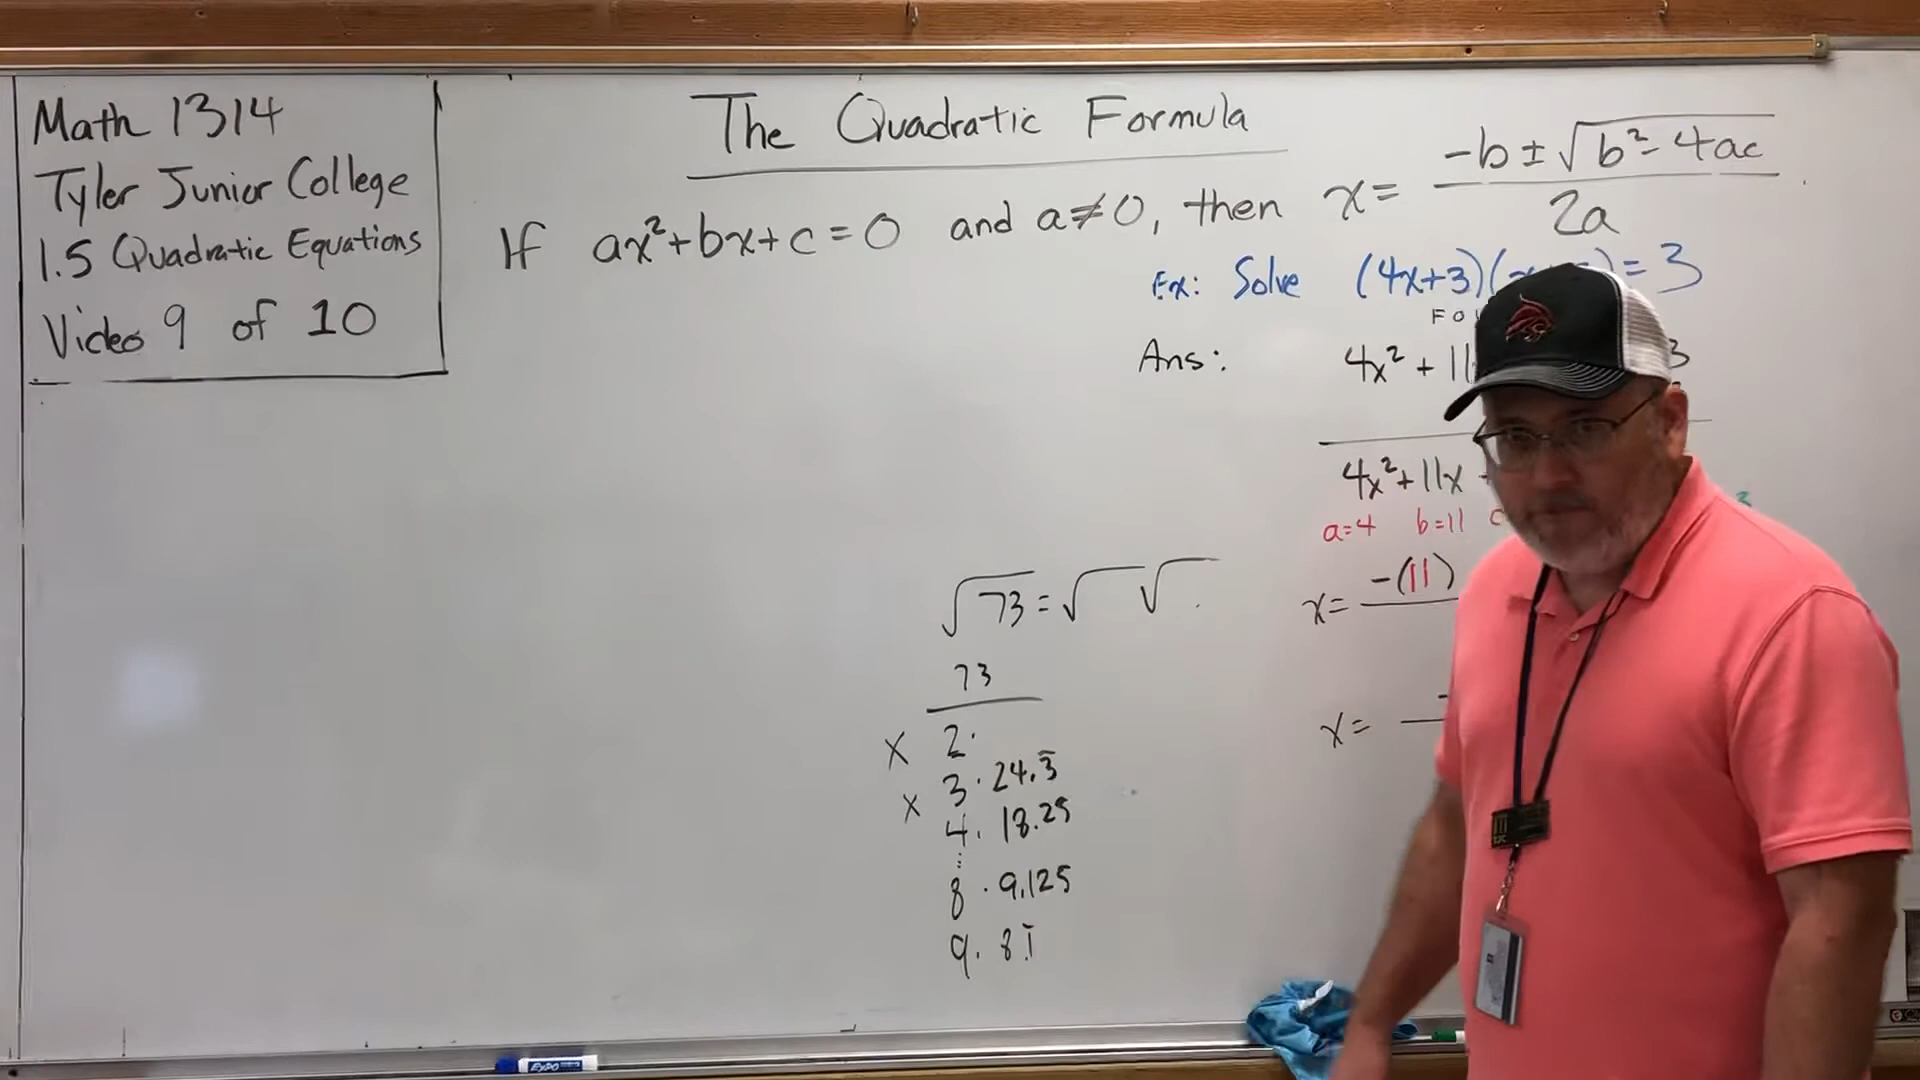 Math 1314
Tyler Junior College
1.5 Quadratic Equations
Video 9 of 10
The Quadratic Formula
If ax²+bx+c=0 and a≠0, then x= -b±√b²-4ac
2a
Ex: Solve (4x+3)( )=3
FO
Ans: 4x² + 11 3
4x²+11x +
a=4 b=11 c
x= -(11)
x= -
√73 = √ √ .
73
X 2·
X 3·24.3̅
4·18.25
⋮
8·9.125
9·8.1̅
EXPO